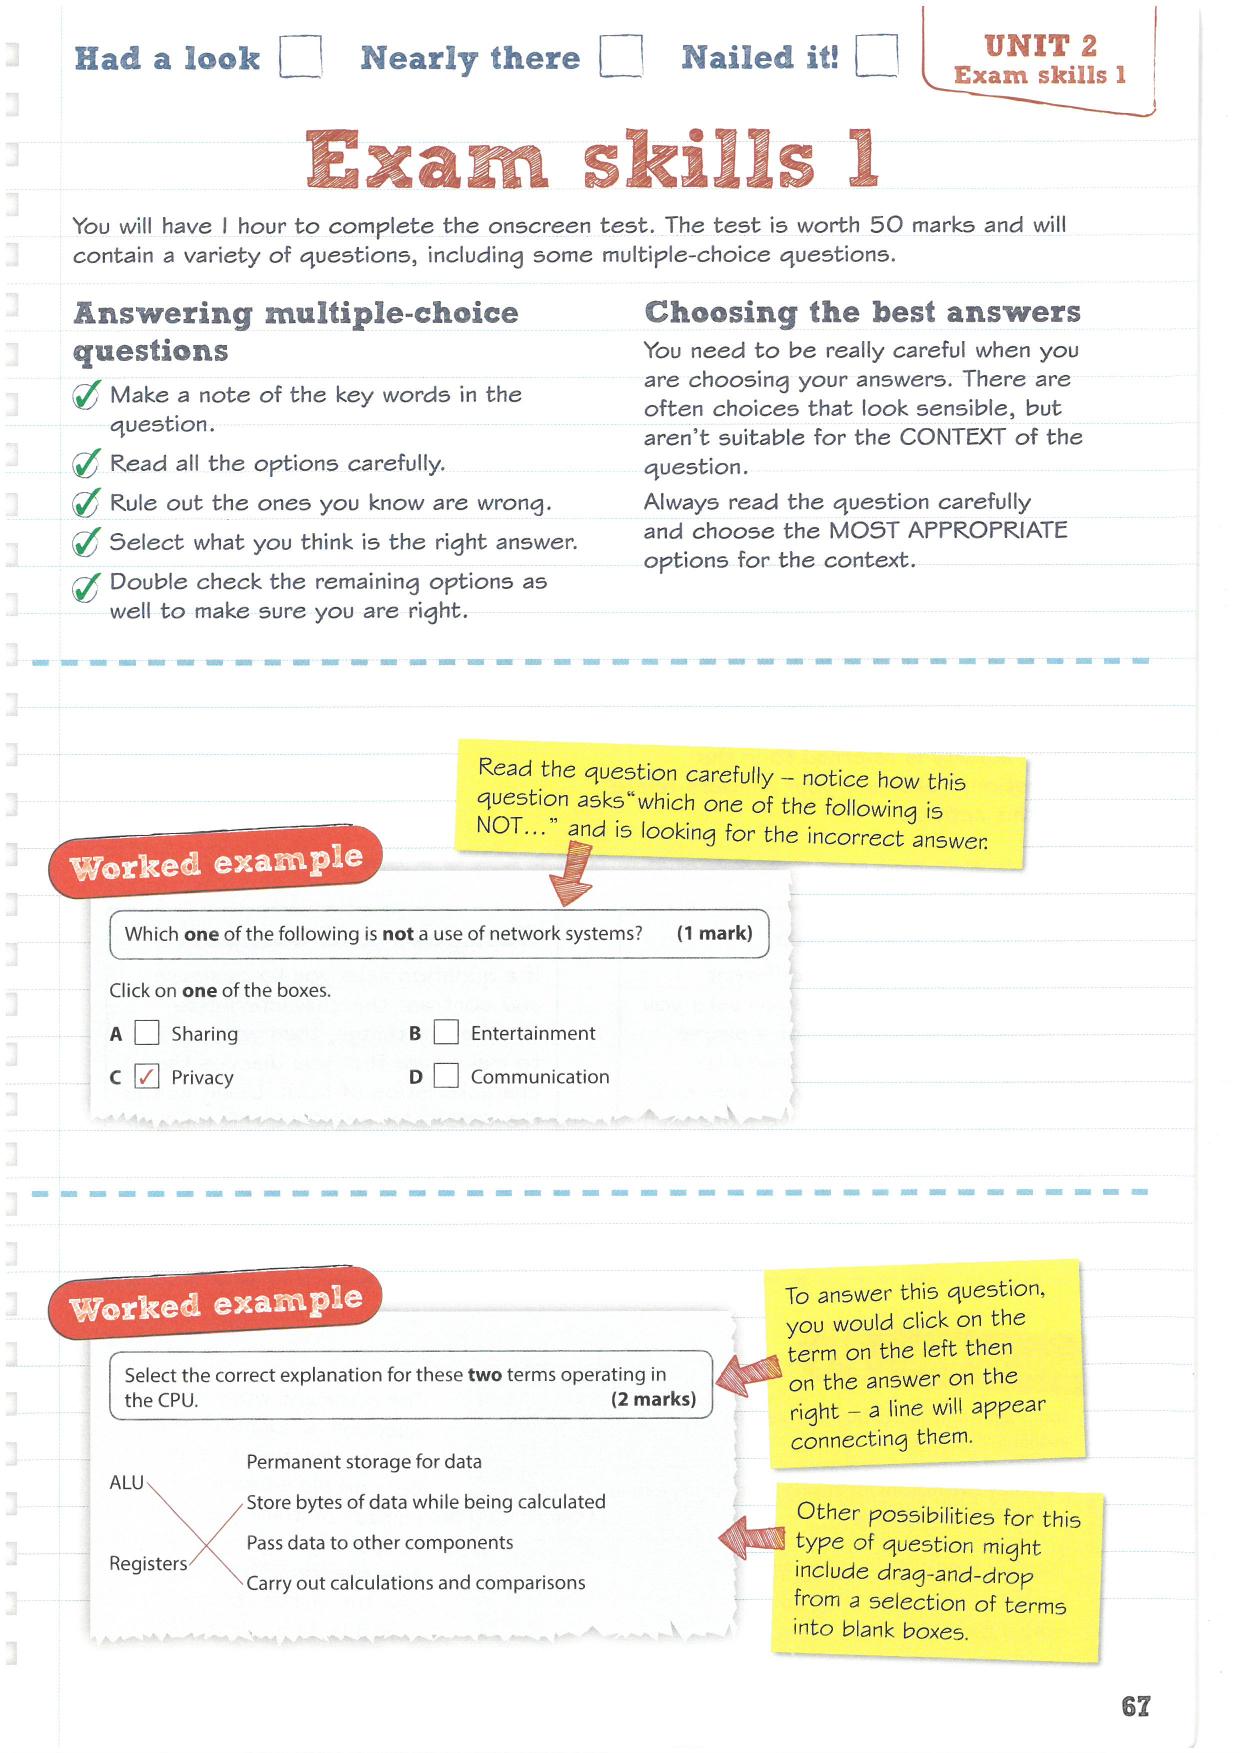 Had a look Nearly there Nailed it!
UNIT 2
Exam skills 1
Exam skills 1
You will have 1 hour to complete the onscreen test. The test is worth 50 marks and will
contain a variety of questions, including some multiple-choice questions.
Answering multiple-choice
questions
Make a note of the key words in the
question.
Read all the options carefully.
Rule out the ones you know are wrong.
Select what you think is the right answer.
Double check the remaining options as
well to make sure you are right.
Choosing the best answers
You need to be really careful when you
are choosing your answers. There are
often choices that look sensible, but
aren't suitable for the CONTEXT of the
question.
Always read the question carefully
and choose the MOST APPROPRIATE
options for the context.
Read the question carefully – notice how this
question asks “which one of the following is
NOT...” and is looking for the incorrect answer.
Worked example
Which one of the following is not a use of network systems? (1 mark)
Click on one of the boxes.
A Sharing B Entertainment
C ✓ Privacy D Communication
Worked example
Select the correct explanation for these two terms operating in
the CPU. (2 marks)
Permanent storage for data
ALU
Store bytes of data while being calculated
Pass data to other components
Registers
Carry out calculations and comparisons
To answer this question,
you would click on the
term on the left then
on the answer on the
right – a line will appear
connecting them.
Other possibilities for this
type of question might
include drag-and-drop
from a selection of terms
into blank boxes.
67